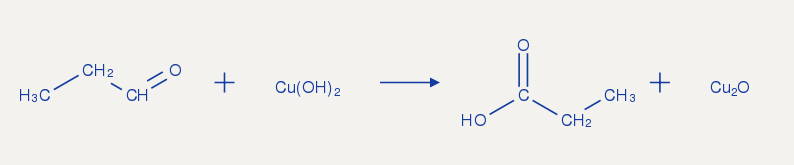 H₃C CH₂ CH O + Cu(OH)₂ → HO C O CH₂ CH₃ + Cu₂O